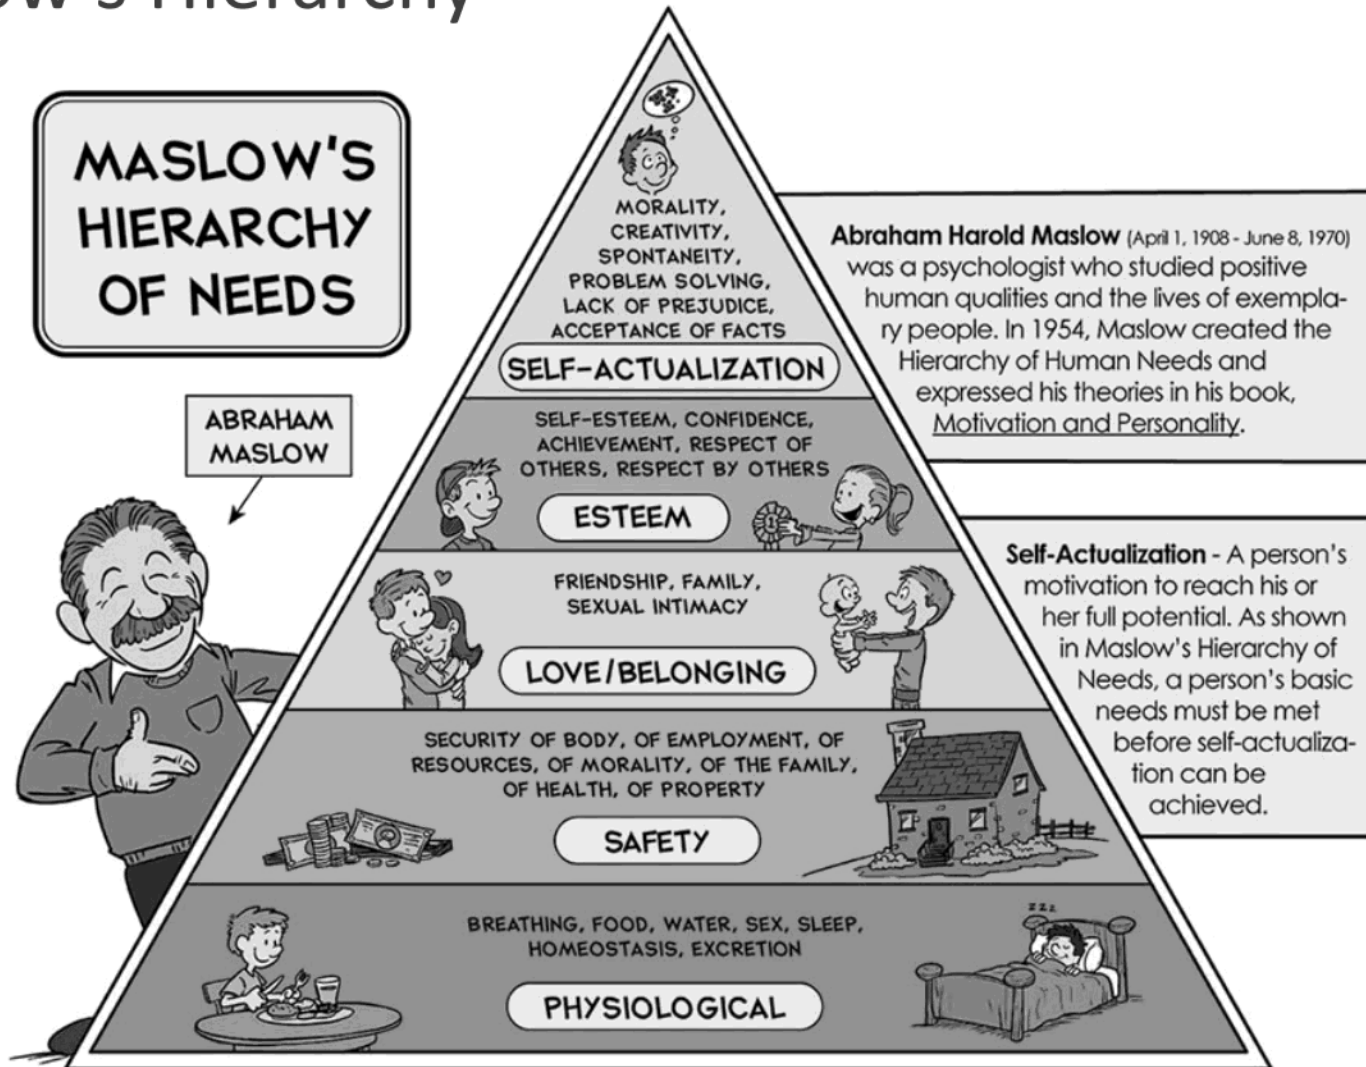 ow's Hierarchy
MASLOW'S
HIERARCHY
OF NEEDS
ABRAHAM
MASLOW
MORALITY,
CREATIVITY,
SPONTANEITY,
PROBLEM SOLVING,
LACK OF PREJUDICE,
ACCEPTANCE OF FACTS
SELF-ACTUALIZATION
SELF-ESTEEM, CONFIDENCE,
ACHIEVEMENT, RESPECT OF
OTHERS, RESPECT BY OTHERS
ESTEEM
FRIENDSHIP, FAMILY,
SEXUAL INTIMACY
LOVE/BELONGING
SECURITY OF BODY, OF EMPLOYMENT, OF
RESOURCES, OF MORALITY, OF THE FAMILY,
OF HEALTH, OF PROPERTY
SAFETY
BREATHING, FOOD, WATER, SEX, SLEEP,
HOMEOSTASIS, EXCRETION
PHYSIOLOGICAL
zzz
1
Abraham Harold Maslow (April 1, 1908 - June 8, 1970)
was a psychologist who studied positive
human qualities and the lives of exempla-
ry people. In 1954, Maslow created the
Hierarchy of Human Needs and
expressed his theories in his book,
Motivation and Personality.
Self-Actualization - A person's
motivation to reach his or
her full potential. As shown
in Maslow's Hierarchy of
Needs, a person's basic
needs must be met
before self-actualiza-
tion can be
achieved.